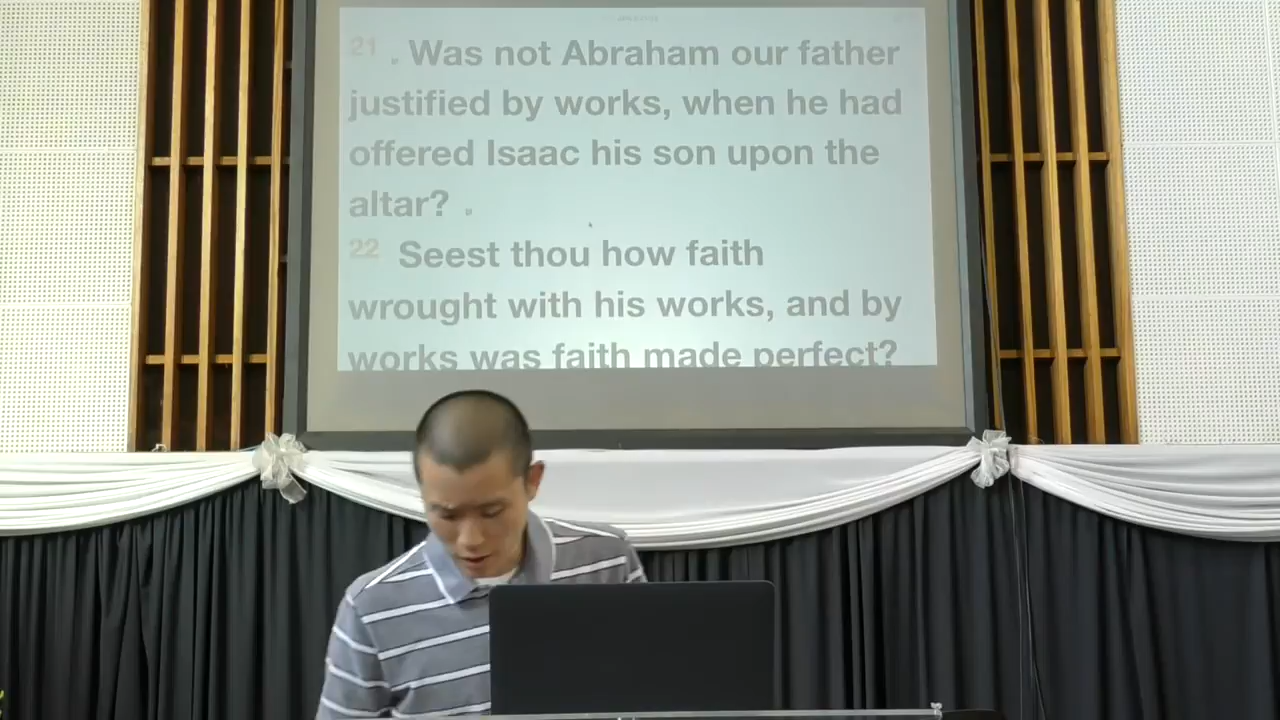 21 Was not Abraham our father
justified by works, when he had
offered Isaac his son upon the
altar?
22 Seest thou how faith
wrought with his works, and by
works was faith made perfect?